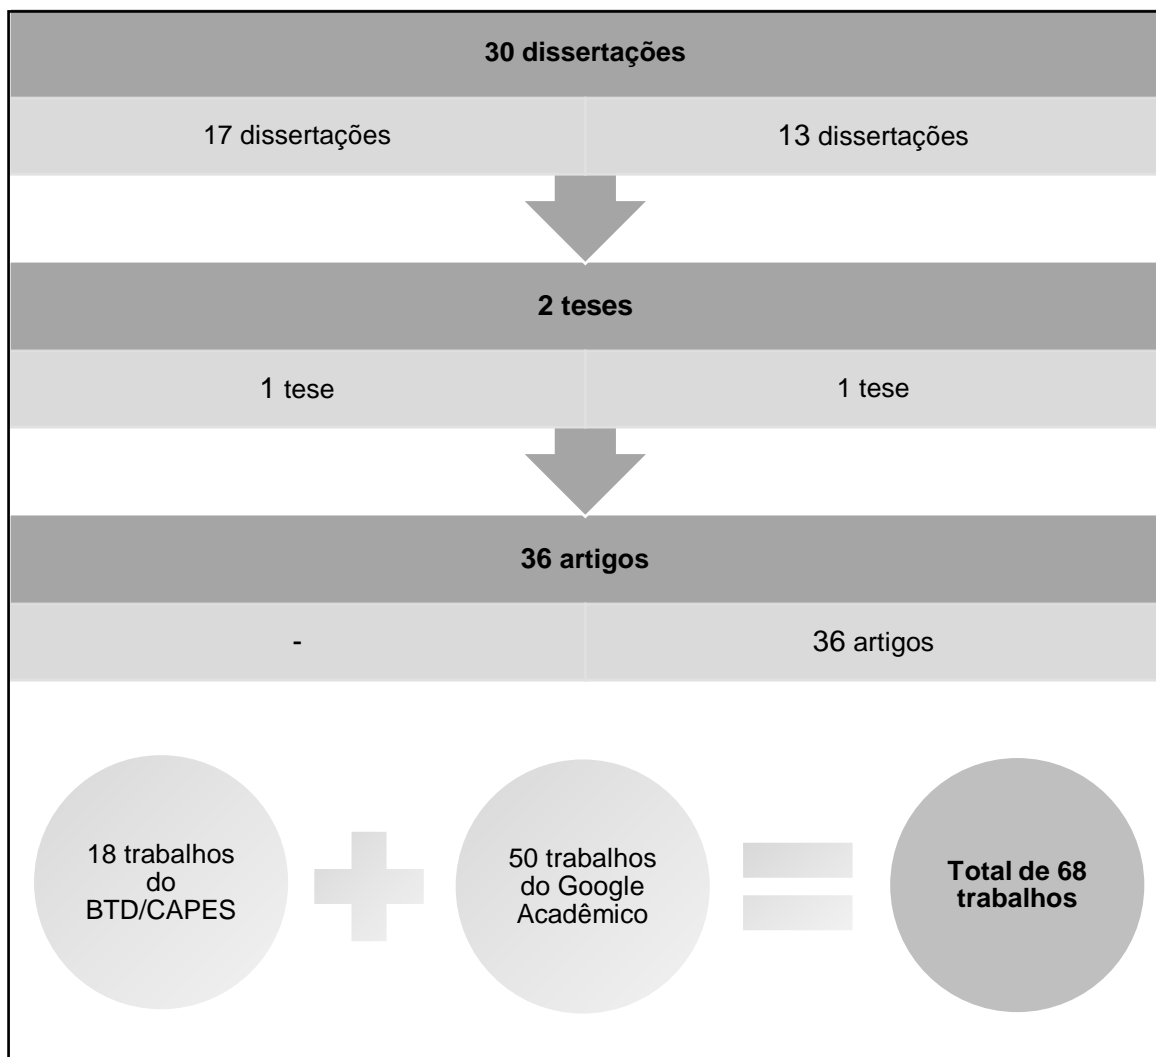 30 dissertações
17 dissertações
13 dissertações
2 teses
1 tese
1 tese
36 artigos
-
36 artigos
18 trabalhos
do
BTD/CAPES
50 trabalhos
do Google
Acadêmico
Total de 68
trabalhos